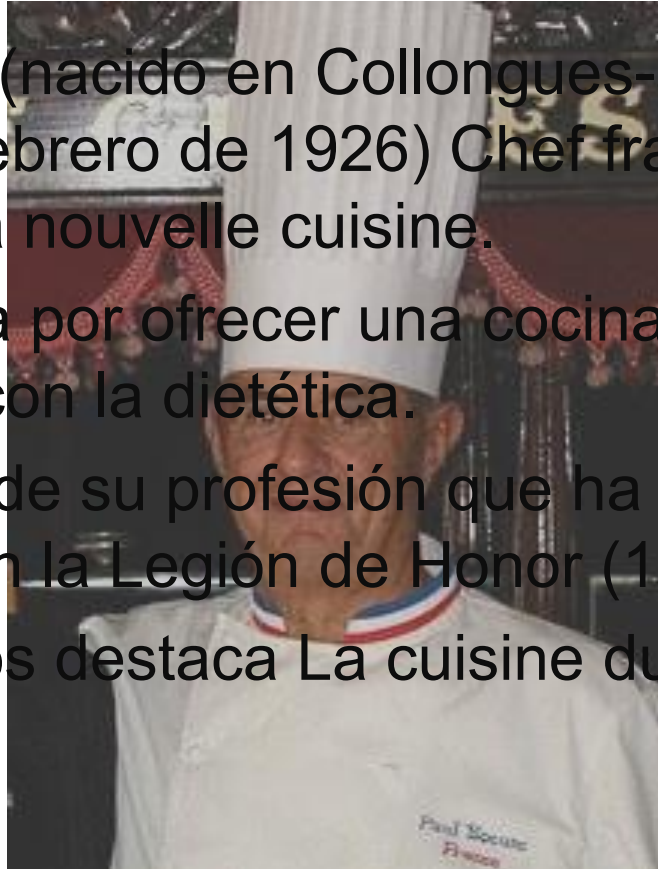 (nacido en Collongues-
ebrero de 1926) Chef fra
nouvelle cuisine.
por ofrecer una cocina
con la dietética.
de su profesión que ha
la Legión de Honor (1
destaca La cuisine du
Paul Bocuse
France